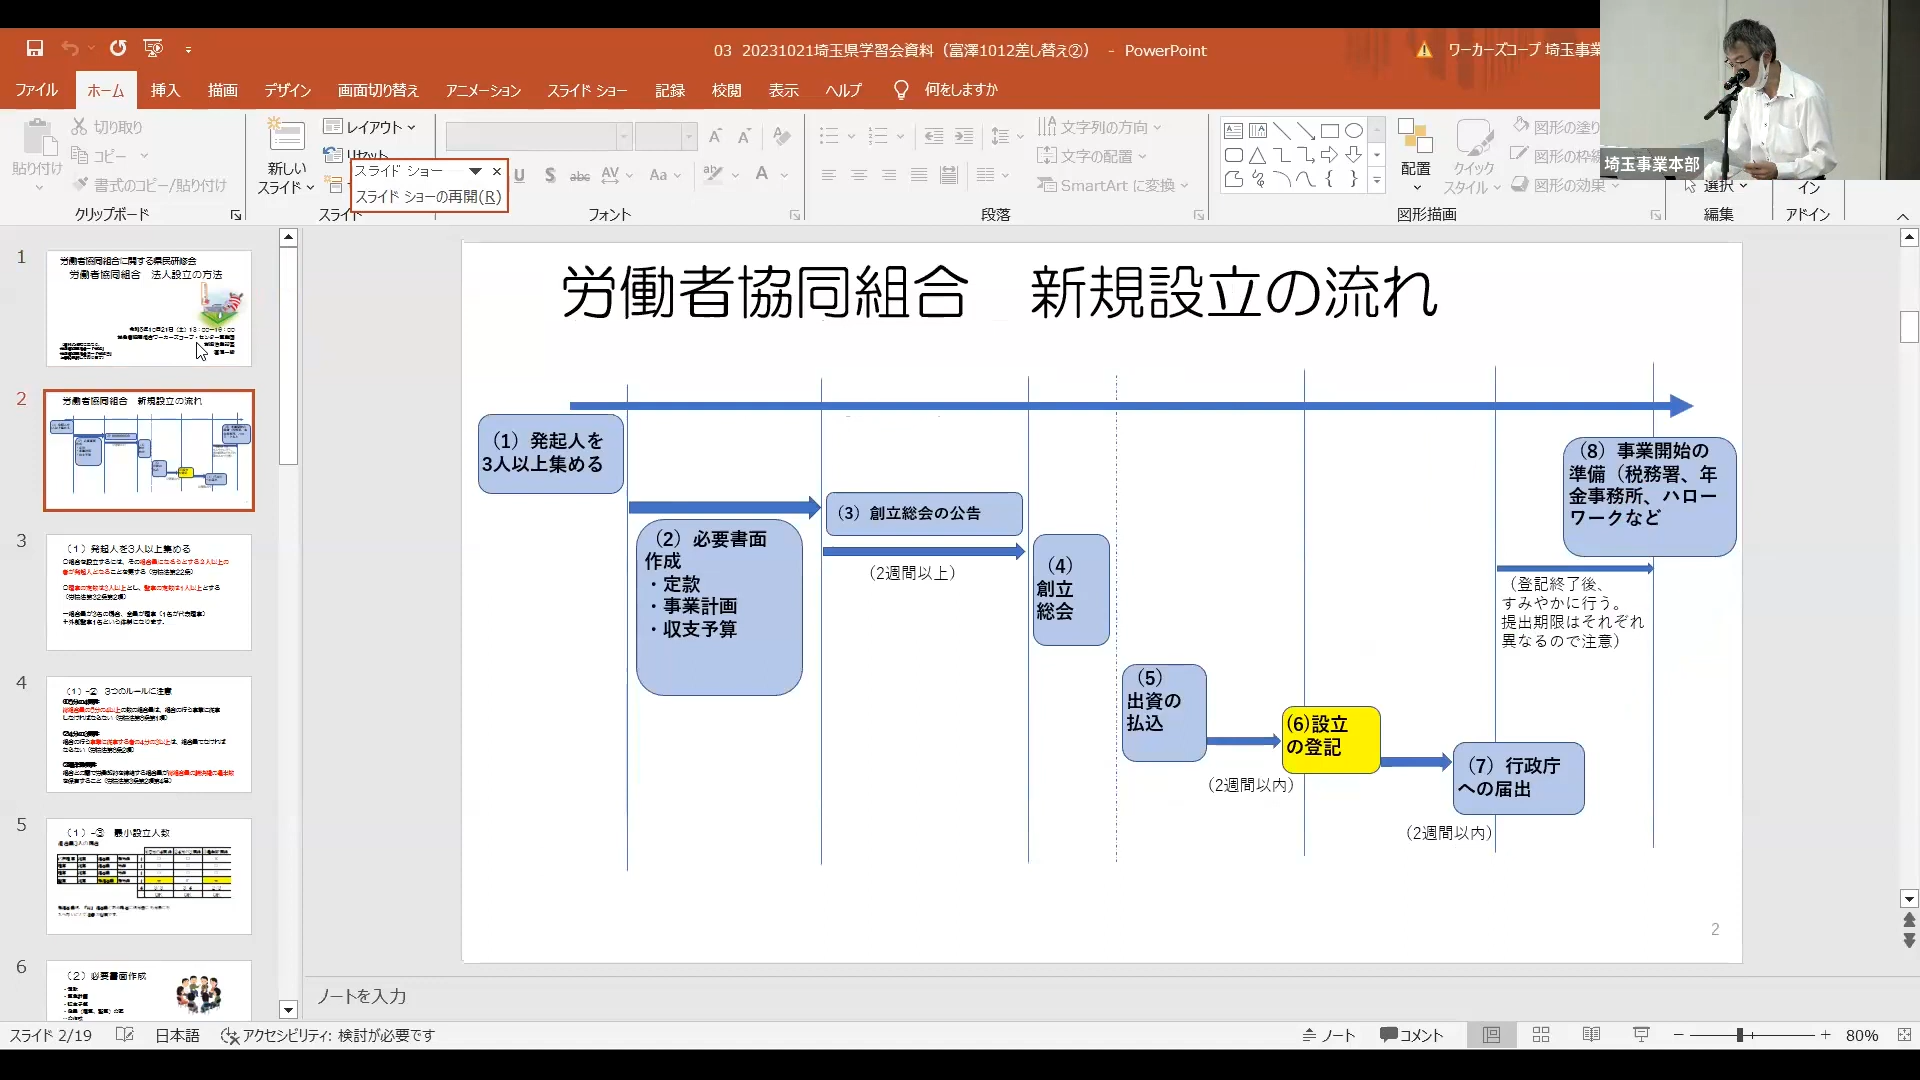 03 20231021埼玉県学習会資料（富澤1012差し替え②） - PowerPoint
ワーカーズコープ 埼玉事業
ファイル ホーム 挿入 描画 デザイン 画面切り替え アニメーション スライド ショー 記録 校閲 表示 ヘルプ 何をしますか
貼り付け
切り取り
コピー
書式のコピー/貼り付け
クリップボード
新しい
スライド
レイアウト
リセット
スライド
スライド ショー
スライド ショーの再開(R)
フォント
文字列の方向
文字の配置
SmartArt に変換
段落
配置
クイック
スタイル
図形の塗り
図形の枠
図形の効果
図形描画
選択
編集
イン
アドイン
埼玉事業本部
1
労働者協同組合に関する県民研修会
労働者協同組合 法人設立の方法
2
労働者協同組合 新規設立の流れ
3
（1）発起人を3人以上集める
4
（1）-② 3つのルールに注意
5
（1）-③ 最小設立人数
6
（2）必要書面作成
労働者協同組合 新規設立の流れ
（1）発起人を
3人以上集める
（2）必要書面
作成
・定款
・事業計画
・収支予算
（3）創立総会の公告
（2週間以上）
（4）
創立
総会
（5）
出資の
払込
（2週間以内）
(6)設立
の登記
（7）行政庁
への届出
（2週間以内）
（8）事業開始の
準備（税務署、年
金事務所、ハロー
ワークなど
（登記終了後、
すみやかに行う。
提出期限はそれぞれ
異なるので注意）
2
ノートを入力
スライド 2/19 日本語 アクセシビリティ: 検討が必要です
ノート コメント 80%